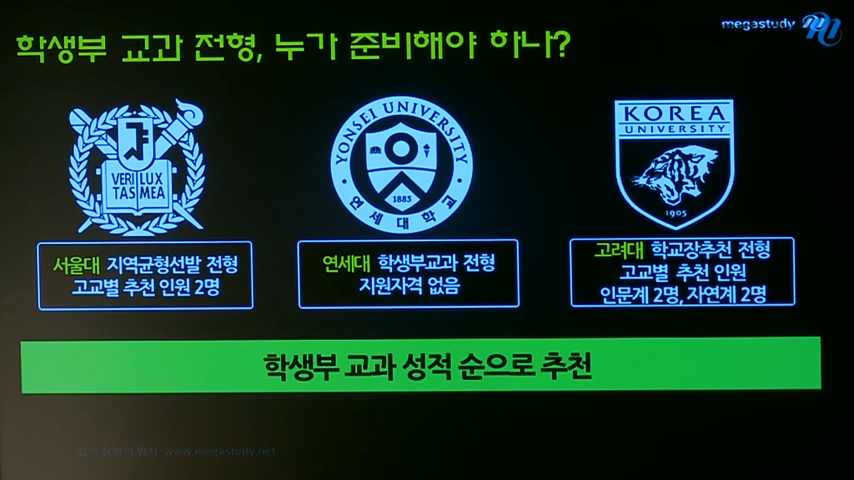 megastudy
학생부 교과 전형, 누가 준비해야 하나?
VERI LUX
TAS MEA
YONSEI UNIVERSITY
1885
연세대학교
KOREA
UNIVERSITY
1905
서울대 지역균형선발 전형
고교별 추천 인원 2명
연세대 학생부교과 전형
지원자격 없음
고려대 학교장추천 전형
고교별 추천 인원
인문계 2명, 자연계 2명
학생부 교과 성적 순으로 추천
www.megastudy.net